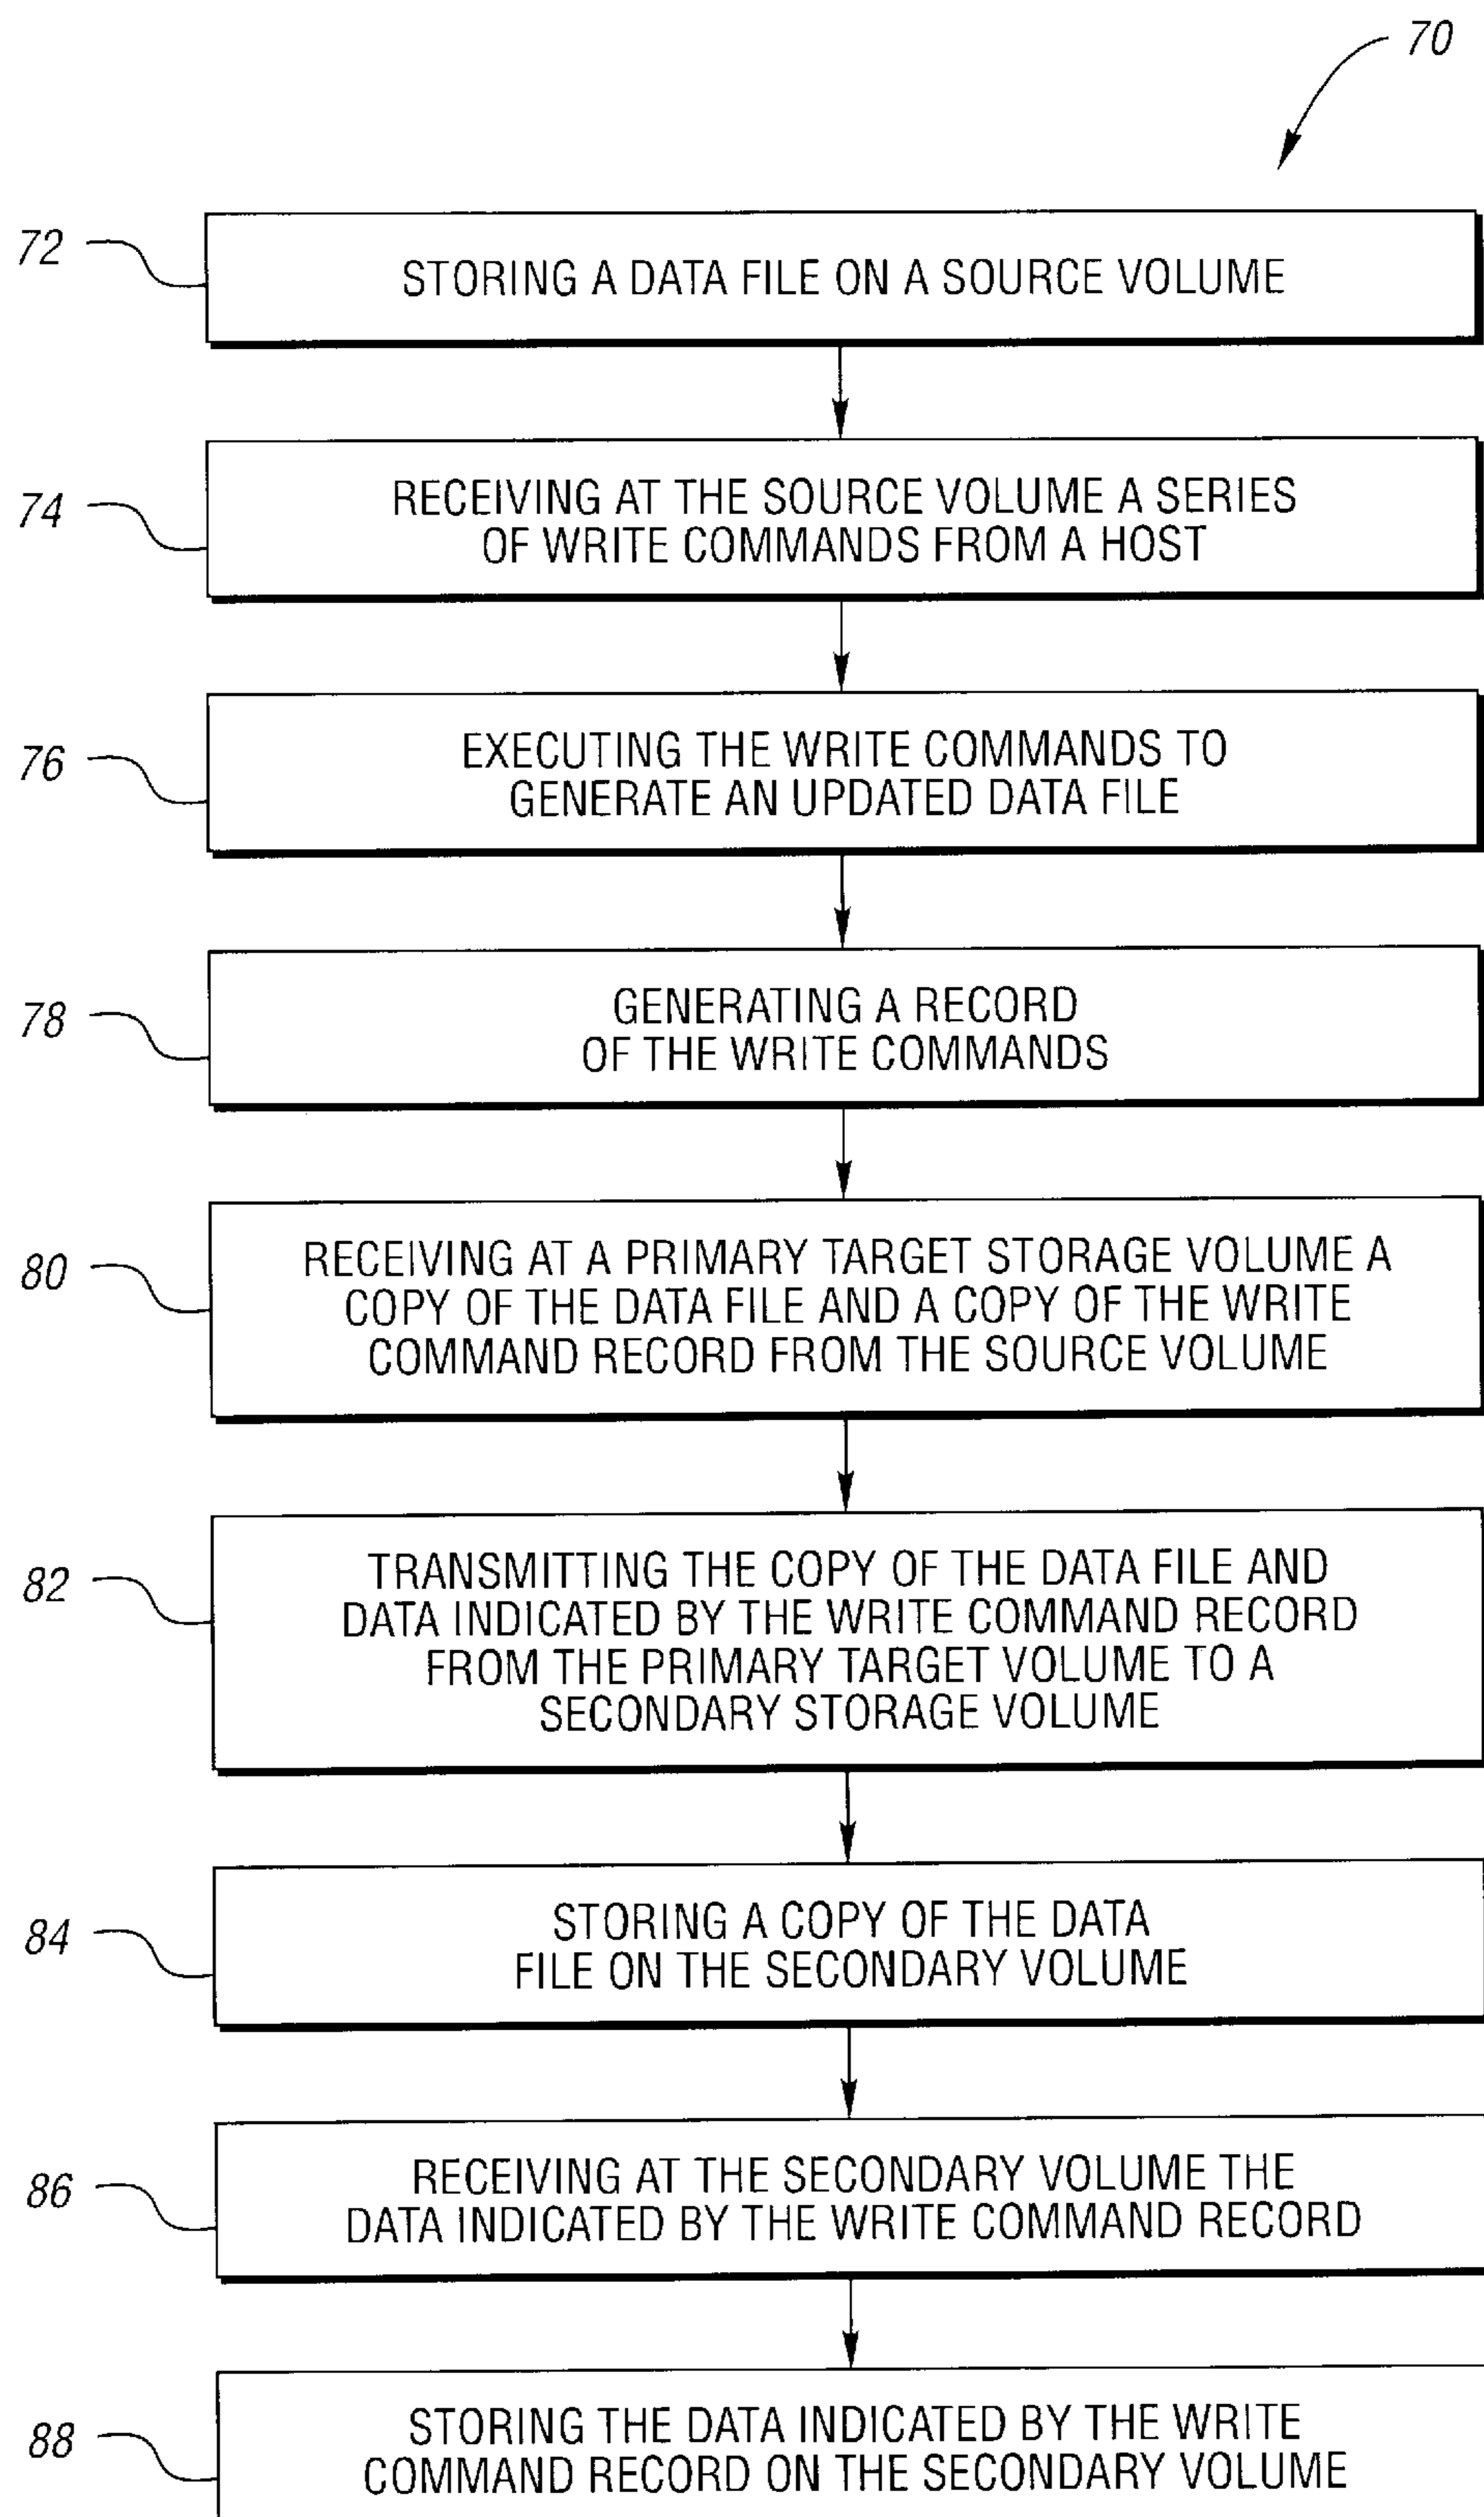 70
72
STORING A DATA FILE ON A SOURCE VOLUME
74
RECEIVING AT THE SOURCE VOLUME A SERIES
OF WRITE COMMANDS FROM A HOST
76
EXECUTING THE WRITE COMMANDS TO
GENERATE AN UPDATED DATA FILE
78
GENERATING A RECORD
OF THE WRITE COMMANDS
80
RECEIVING AT A PRIMARY TARGET STORAGE VOLUME A
COPY OF THE DATA FILE AND A COPY OF THE WRITE
COMMAND RECORD FROM THE SOURCE VOLUME
82
TRANSMITTING THE COPY OF THE DATA FILE AND
DATA INDICATED BY THE WRITE COMMAND RECORD
FROM THE PRIMARY TARGET VOLUME TO A
SECONDARY STORAGE VOLUME
84
STORING A COPY OF THE DATA
FILE ON THE SECONDARY VOLUME
86
RECEIVING AT THE SECONDARY VOLUME THE
DATA INDICATED BY THE WRITE COMMAND RECORD
88
STORING THE DATA INDICATED BY THE WRITE
COMMAND RECORD ON THE SECONDARY VOLUME